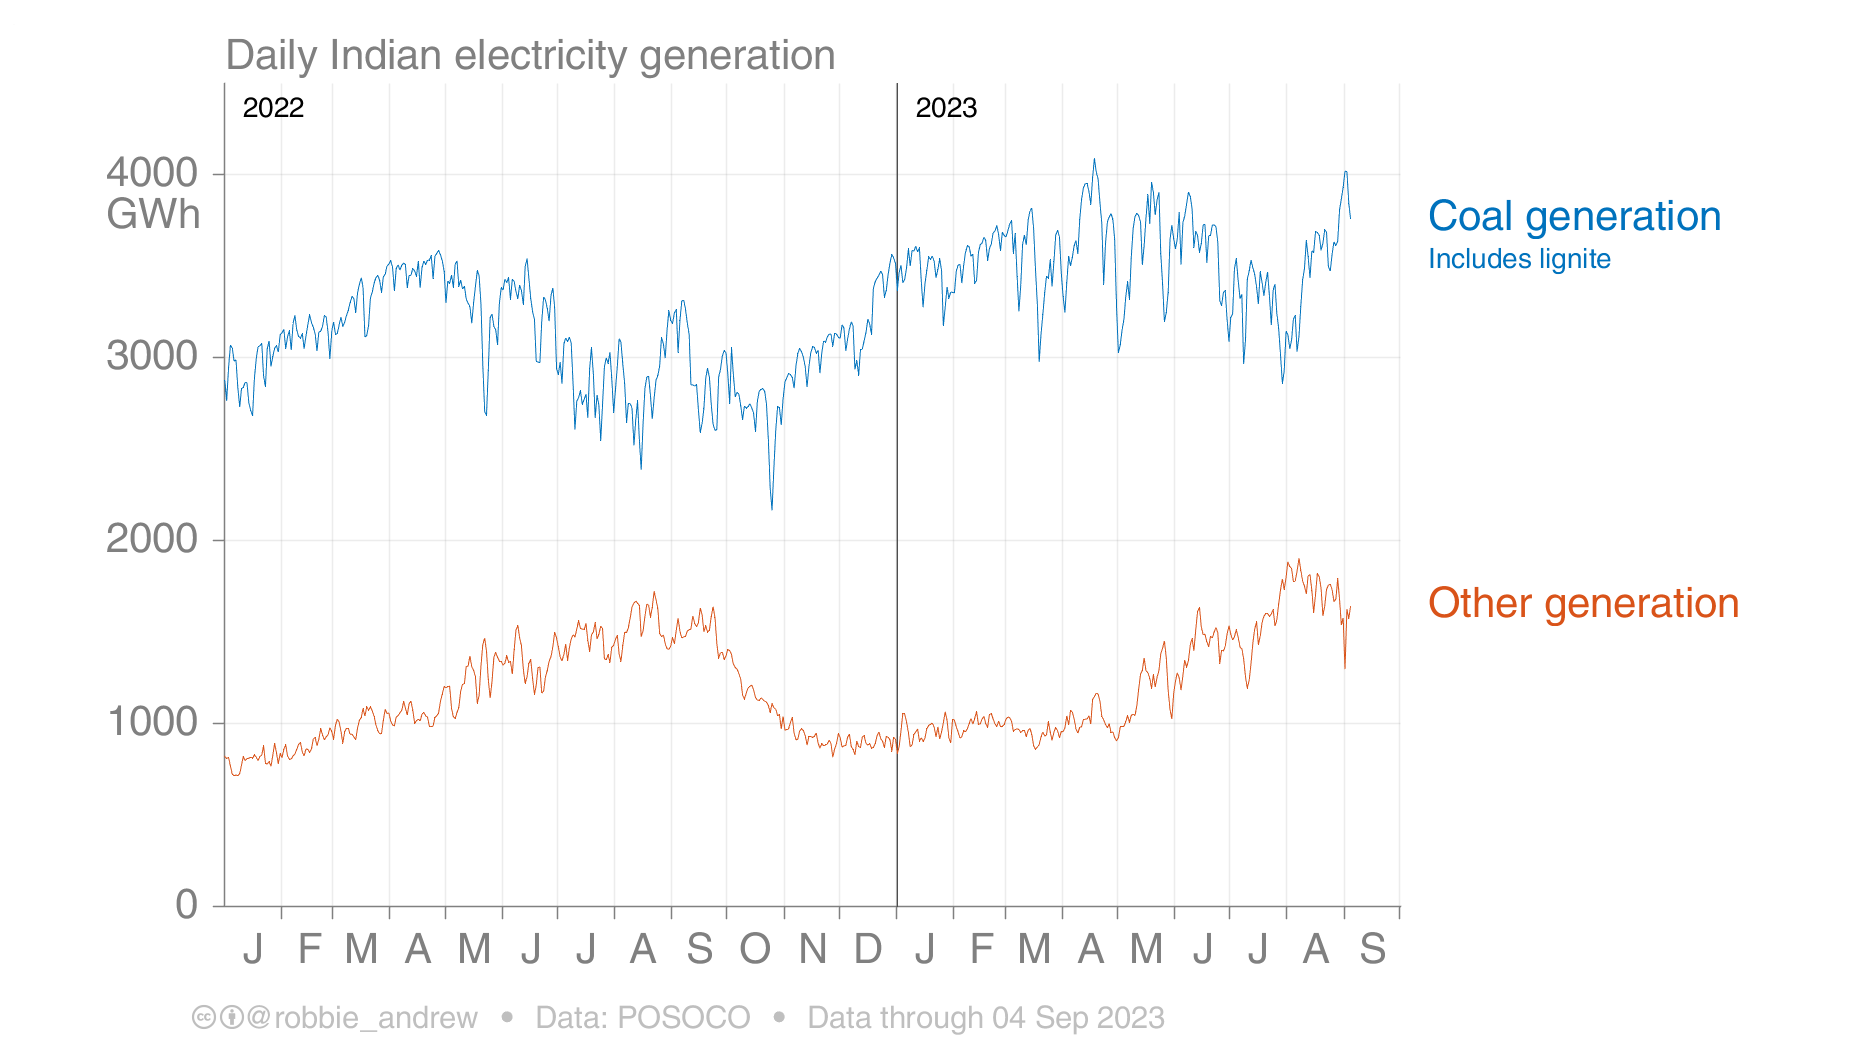 Daily Indian electricity generation
2022
2023
4000
GWh
3000
2000
1000
0
Coal generation
Includes lignite
Other generation
J F M A M J J A S O N D J F M A M J J A S
cc @robbie_andrew • Data: POSOCO • Data through 04 Sep 2023